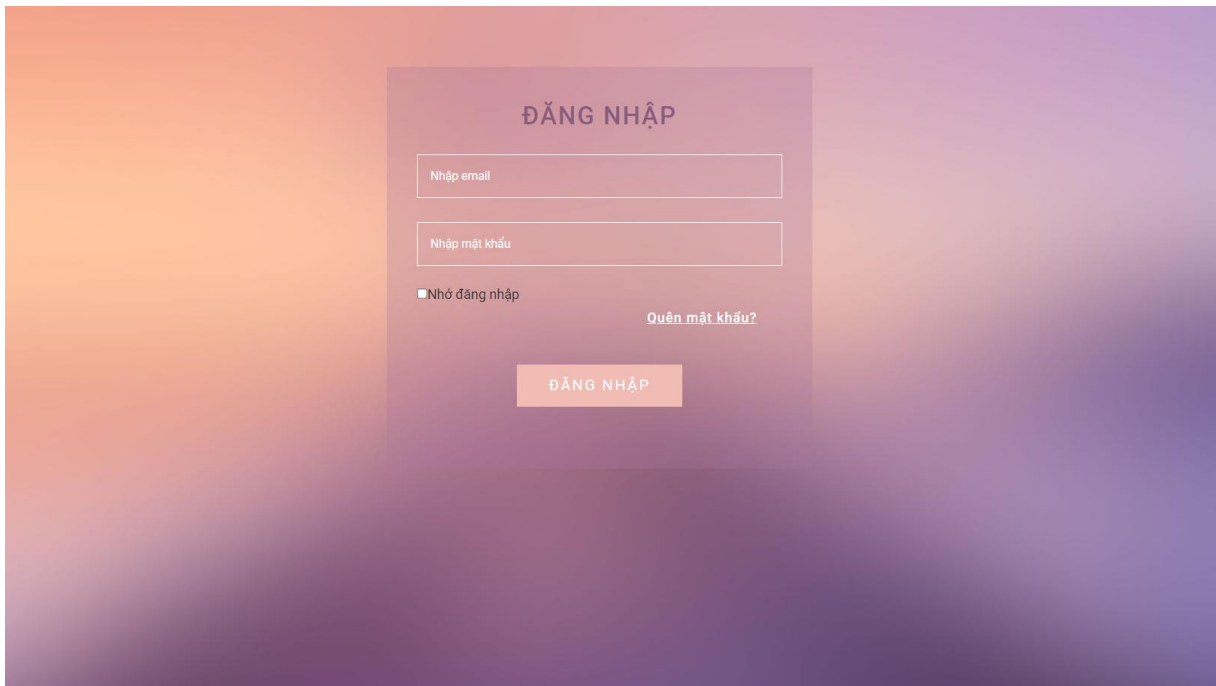 ĐĂNG NHẬP
Nhập email
Nhập mật khẩu
Nhớ đăng nhập
Quên mật khẩu?
ĐĂNG NHẬP